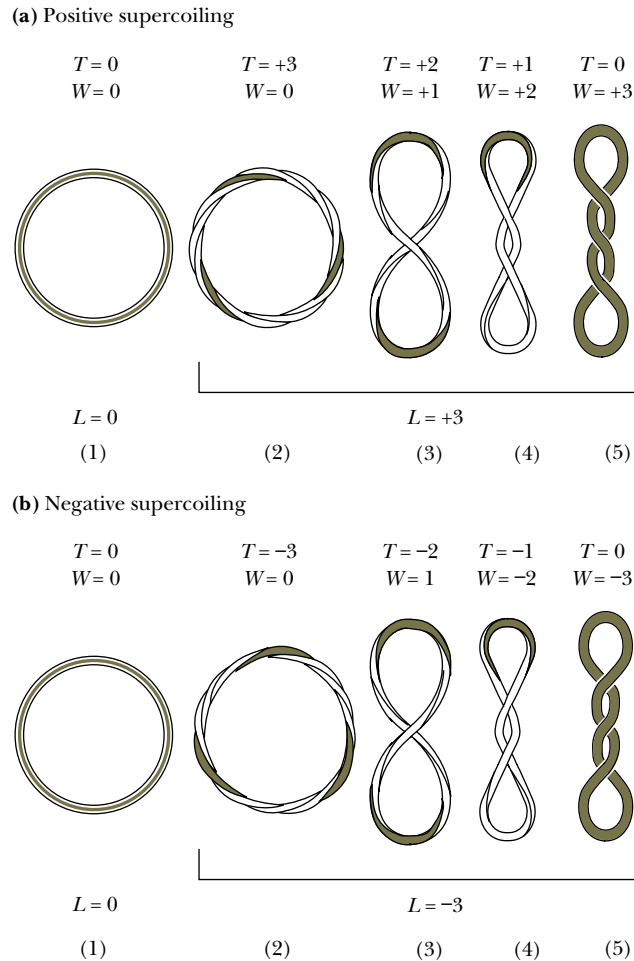 (a) Positive supercoiling
T = 0 T = +3 T = +2 T = +1 T = 0
W = 0 W = 0 W = +1 W = +2 W = +3
L = 0 L = +3
(1) (2) (3) (4) (5)
(b) Negative supercoiling
T = 0 T = −3 T = −2 T = −1 T = 0
W = 0 W = 0 W = 1 W = −2 W = −3
L = 0 L = −3
(1) (2) (3) (4) (5)